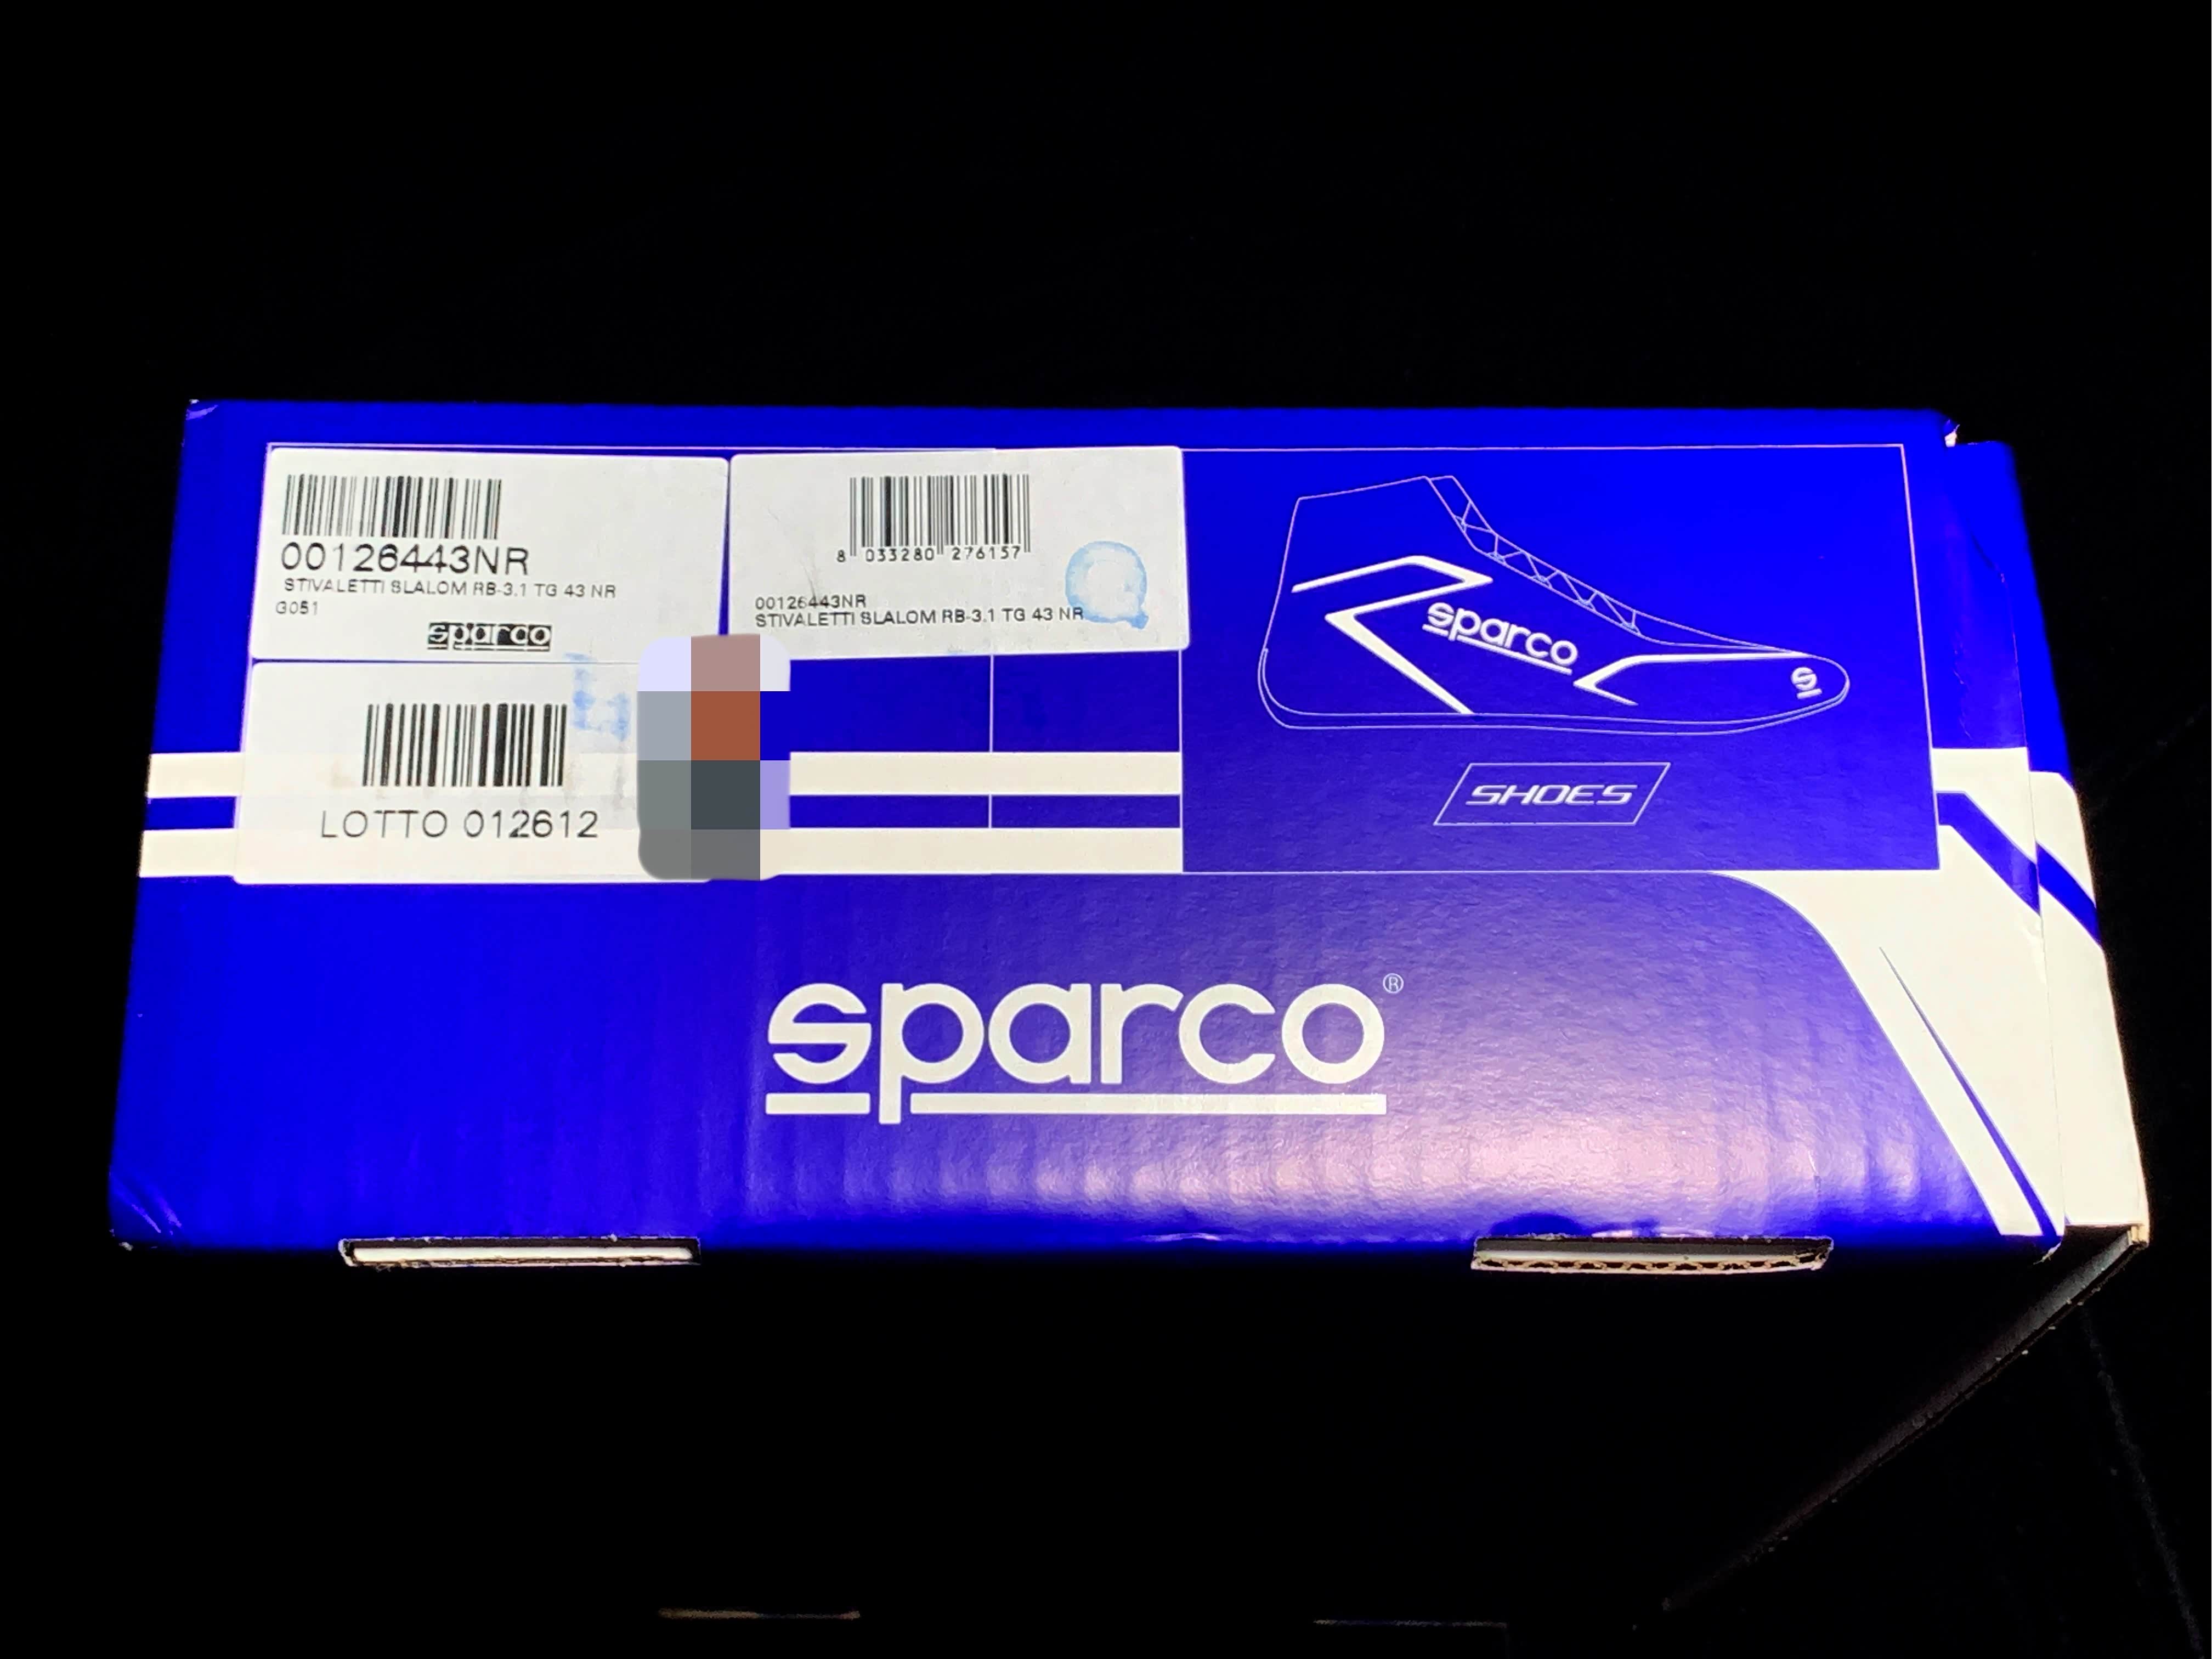 00126443NR
STIVALETTI SLALOM RB-3.1 TG 43 NR
G051
sparco
8 033280 276157
00126443NR
STIVALETTI SLALOM RB-3.1 TG 43 NR
Q
LOTTO 012612
sparco
S
SHOES
sparco®